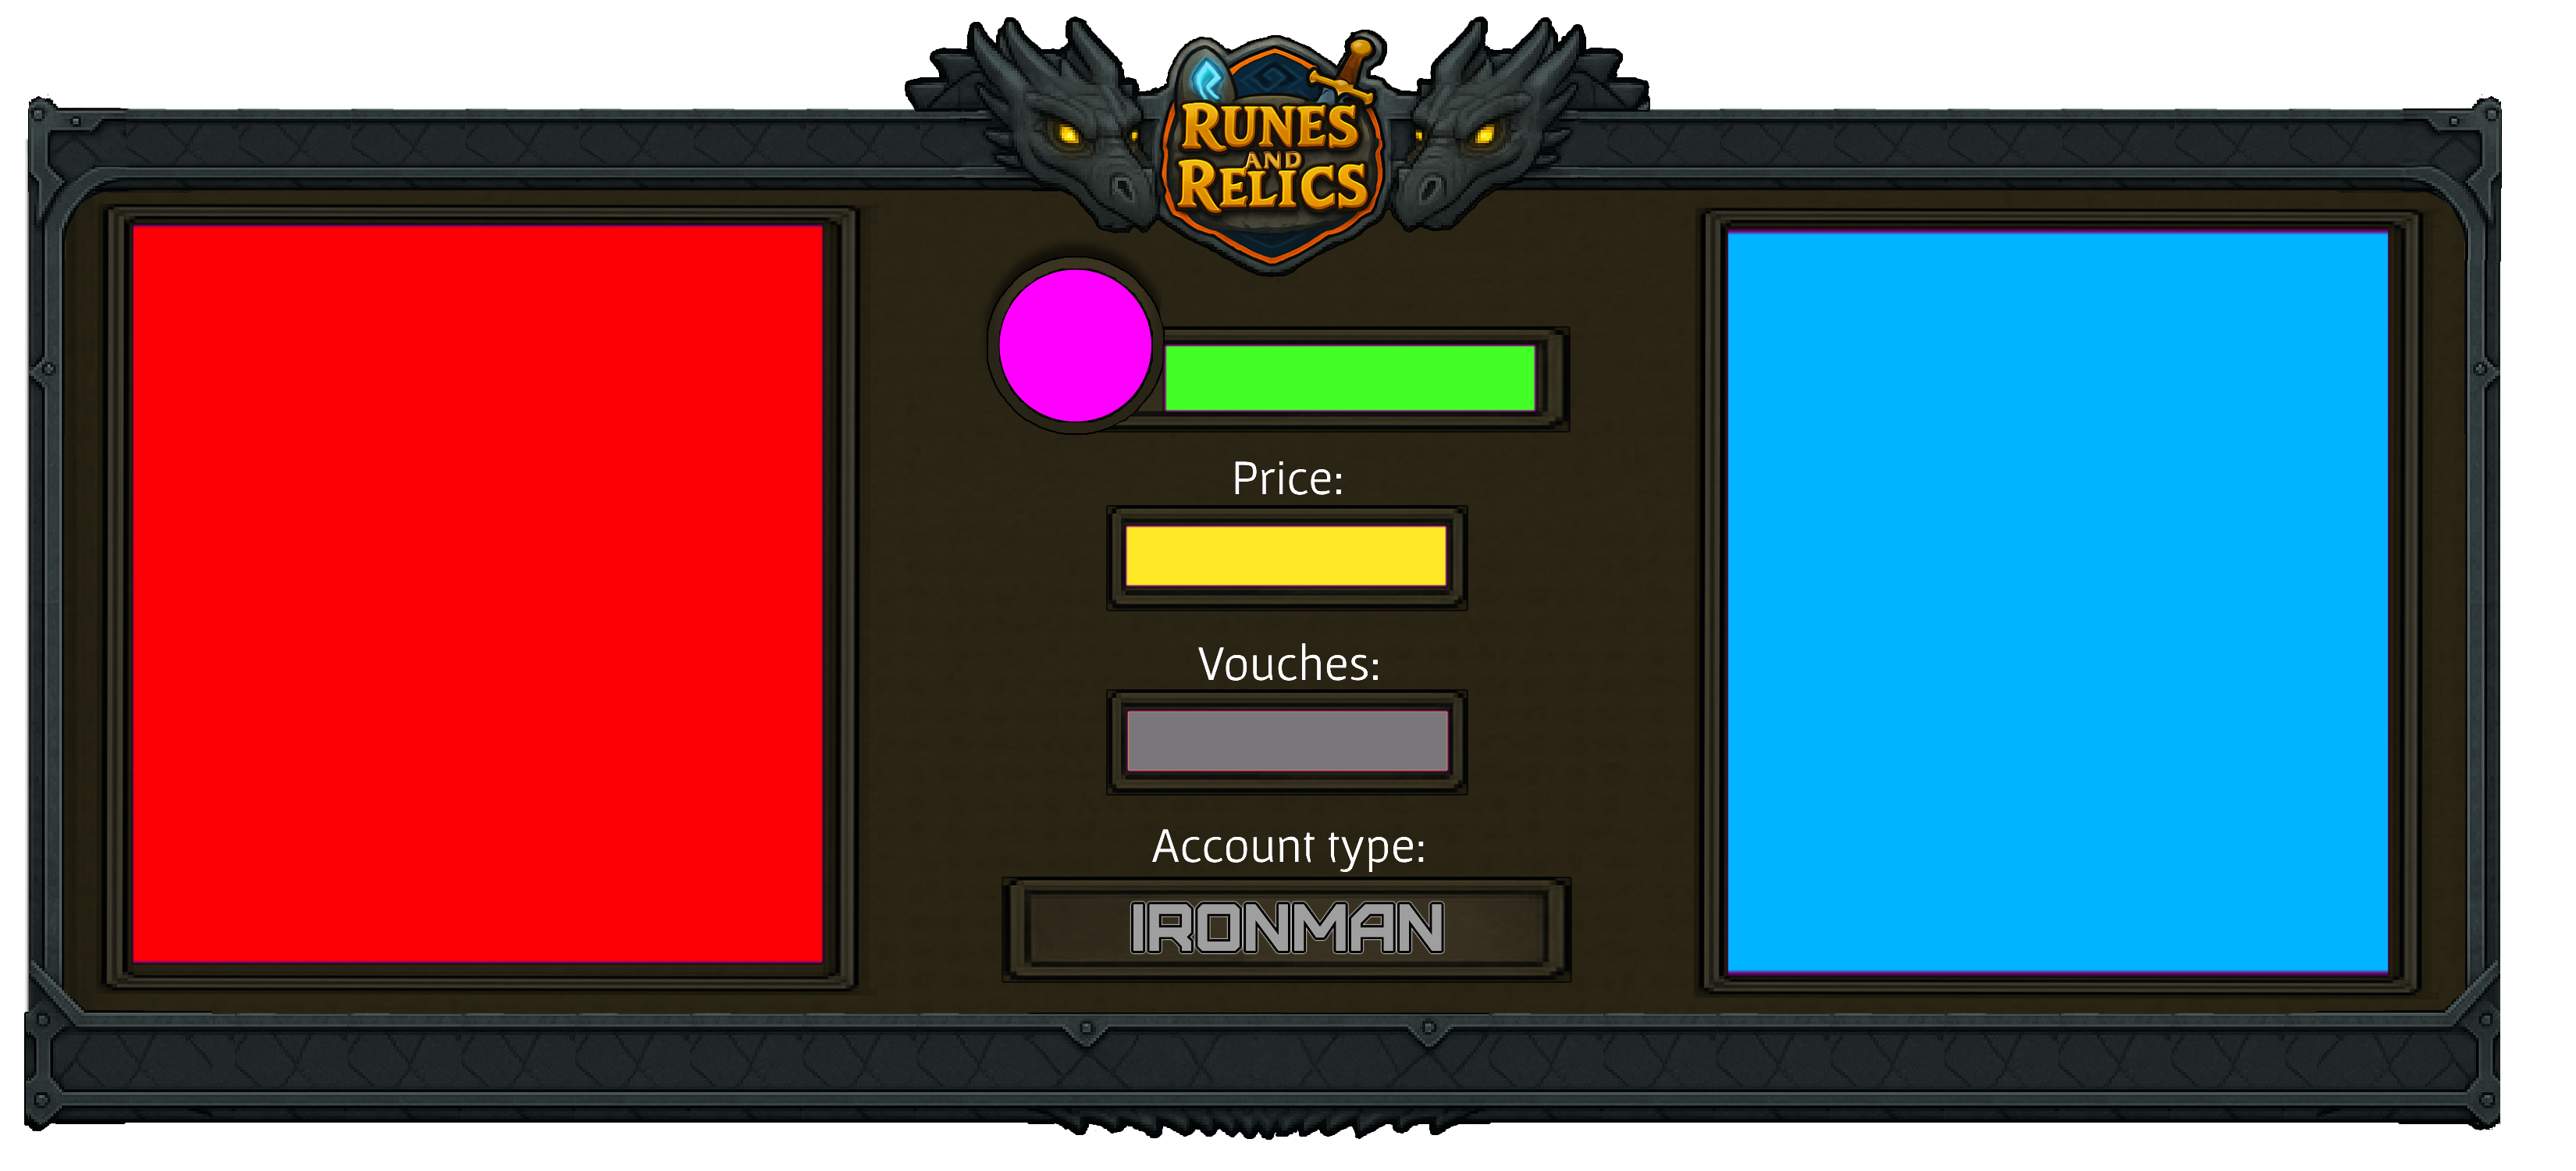 RUNES
AND
RELICS
Price:
Vouches:
Account type:
IRONMAN